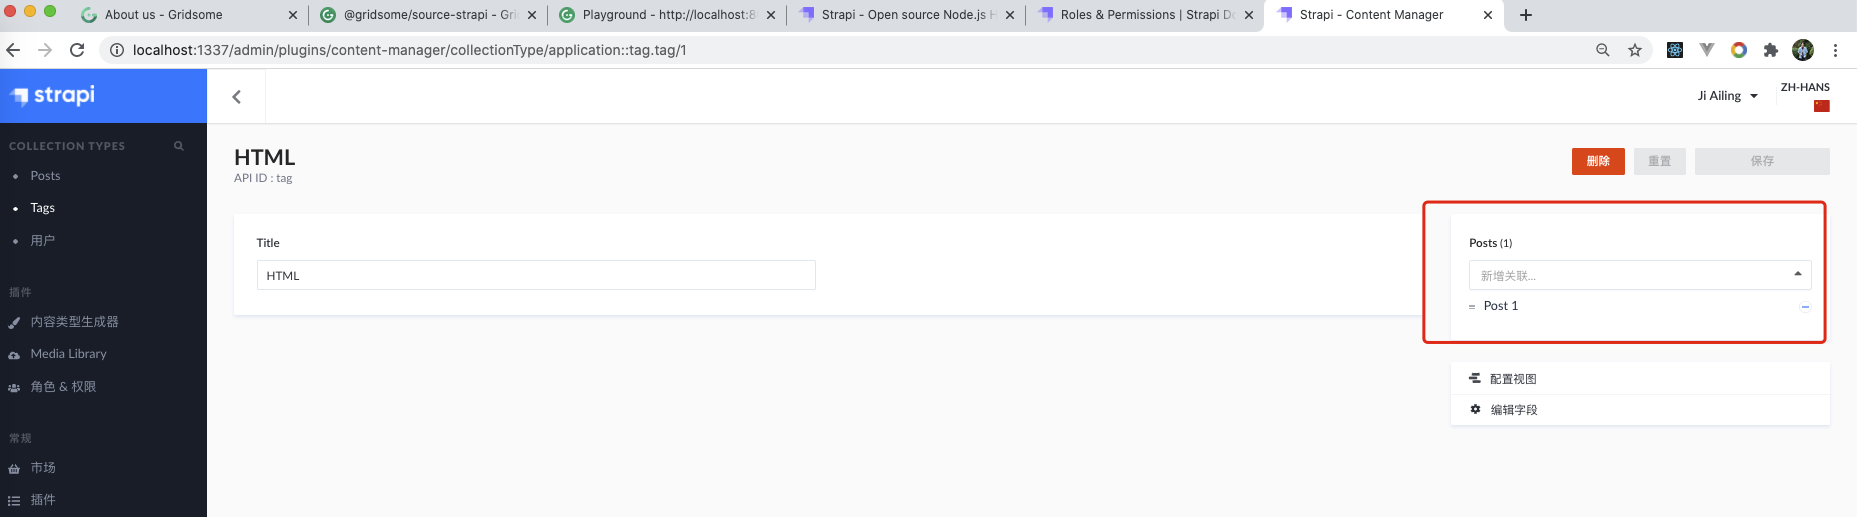 About us - Gridsome
@gridsome/source-strapi - Gri
Playground - http://localhost:8
Strapi - Open source Node.js H
Roles & Permissions | Strapi Do
Strapi - Content Manager
localhost:1337/admin/plugins/content-manager/collectionType/application::tag.tag/1
strapi
Ji Ailing
ZH-HANS
COLLECTION TYPES
Posts
Tags
用户
插件
内容类型生成器
Media Library
角色 & 权限
常规
市场
插件
HTML
API ID : tag
删除
重置
保存
Title
HTML
Posts (1)
新增关联...
Post 1
配置视图
编辑字段